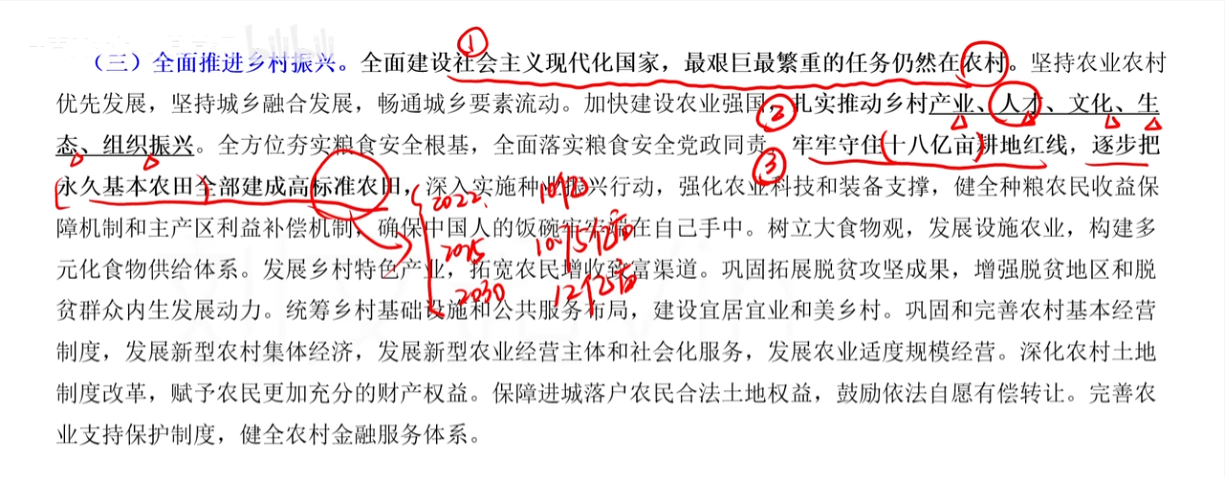 （三）全面推进乡村振兴。全面建设社会主义现代化国家，最艰巨最繁重的任务仍然在农村。坚持农业农村
优先发展，坚持城乡融合发展，畅通城乡要素流动。加快建设农业强国，扎实推动乡村产业、人才、文化、生
态、组织振兴。全方位夯实粮食安全根基，全面落实粮食安全党政同责，牢牢守住十八亿亩耕地红线，逐步把
永久基本农田全部建成高标准农田，深入实施种业振兴行动，强化农业科技和装备支撑，健全种粮农民收益保
障机制和主产区利益补偿机制，确保中国人的饭碗牢牢端在自己手中。树立大食物观，发展设施农业，构建多
元化食物供给体系。发展乡村特色产业，拓宽农民增收致富渠道。巩固拓展脱贫攻坚成果，增强脱贫地区和脱
贫群众内生发展动力。统筹乡村基础设施和公共服务布局，建设宜居宜业和美乡村。巩固和完善农村基本经营
制度，发展新型农村集体经济，发展新型农业经营主体和社会化服务，发展农业适度规模经营。深化农村土地
制度改革，赋予农民更加充分的财产权益。保障进城落户农民合法土地权益，鼓励依法自愿有偿转让。完善农
业支持保护制度，健全农村金融服务体系。
①
②
③
2022. 10亿
2025 10.75亿亩
2030 12亿亩
bilibili